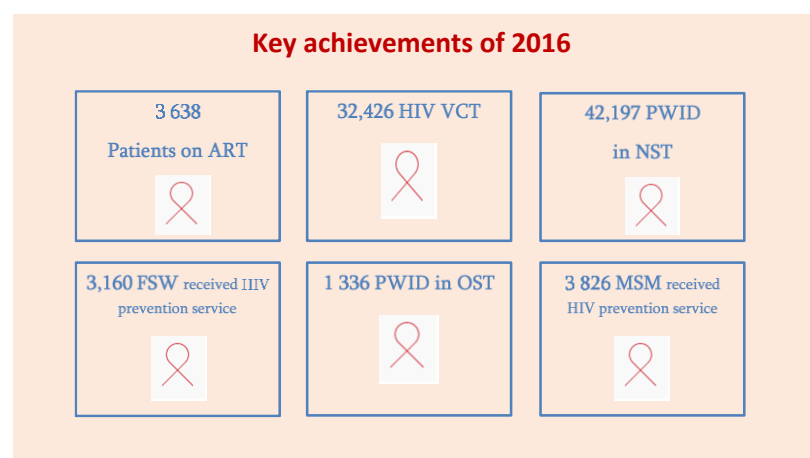 Key achievements of 2016
3 638
Patients on ART
32,426 HIV VCT
42,197 PWID
in NST
3,160 FSW received HIV
prevention service
1 336 PWID in OST
3 826 MSM received
HIV prevention service